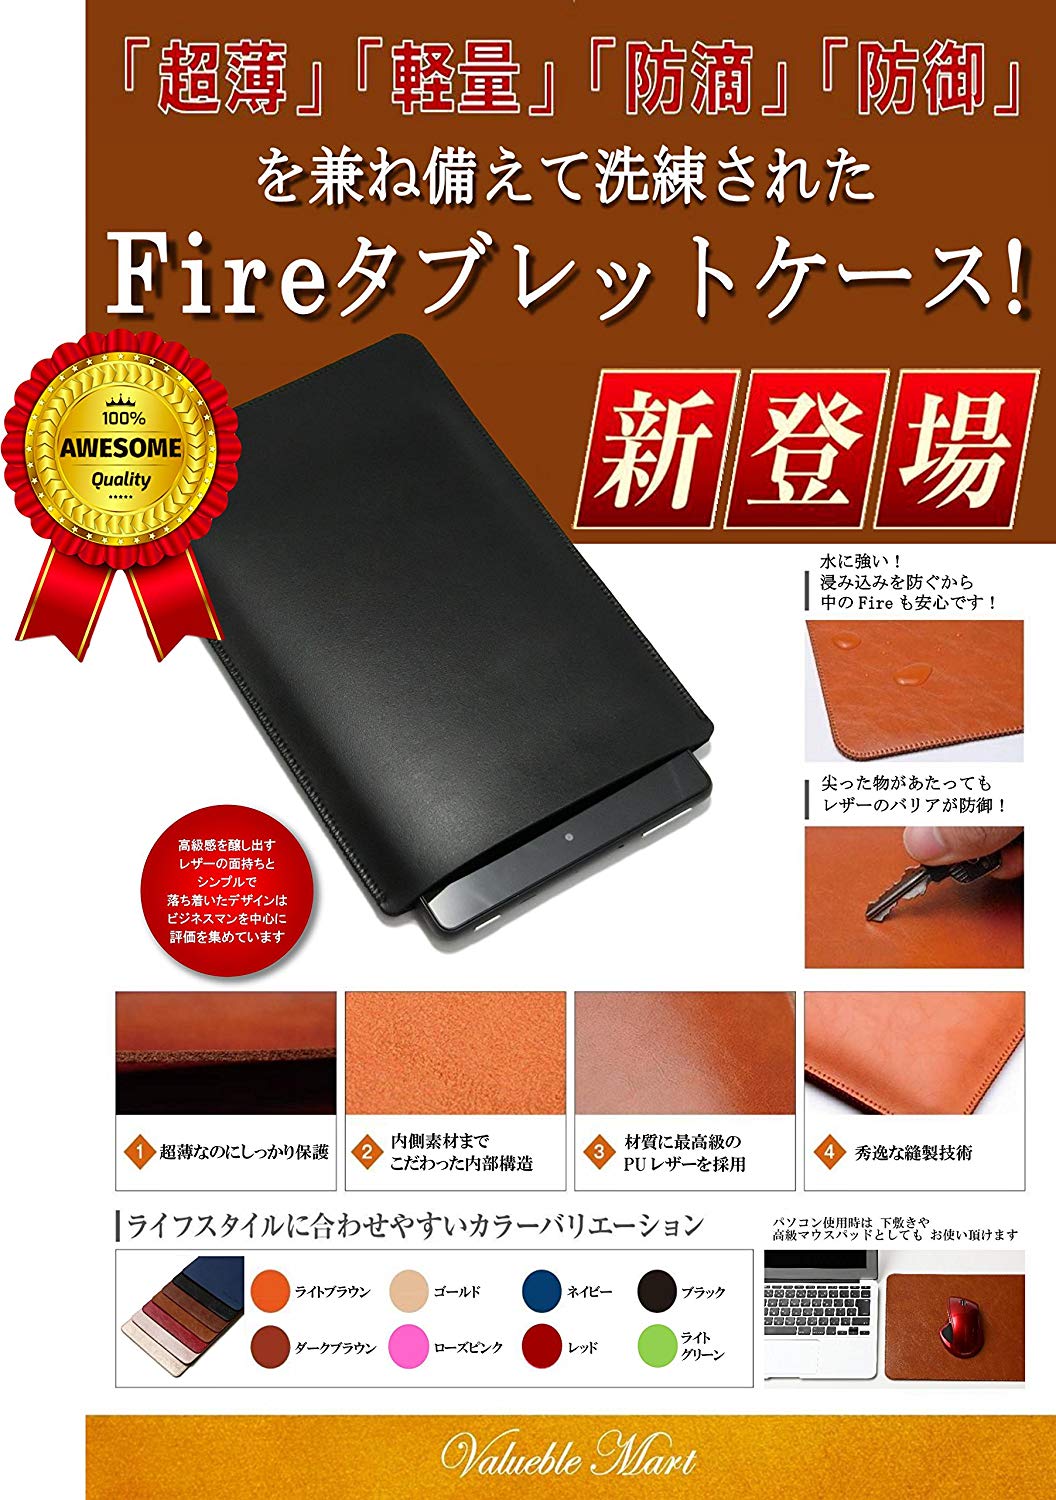 「超薄」「軽量」「防滴」「防御」
を兼ね備えて洗練された
Fireタブレットケース!
新登場
100%
AWESOME
Quality
水に強い！
浸み込みを防ぐから
中のFireも安心です！
尖った物があたっても
レザーのバリアが防御！
高級感を醸し出す
レザーの面持ちと
シンプルで
落ち着いたデザインは
ビジネスマンを中心に
評価を集めています
1 超薄なのにしっかり保護
2 内側素材まで
こだわった内部構造
3 材質に最高級の
PUレザーを採用
4 秀逸な縫製技術
ライフスタイルに合わせやすいカラーバリエーション
ライトブラウン
ゴールド
ネイビー
ブラック
ダークブラウン
ローズピンク
レッド
ライト
グリーン
パソコン使用時は 下敷きや
高級マウスパッドとしても お使い頂けます
Valueble Mart